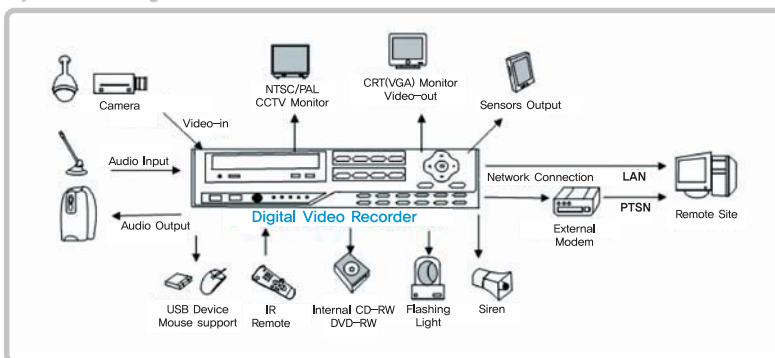 NTSC/PAL
CCTV Monitor
CRT(VGA) Monitor
Video-out
Sensors Output
Camera
Video-in
Audio Input
Audio Output
Network Connection
LAN
PTSN
External
Modem
Remote Site
Digital Video Recorder
USB Device
Mouse support
IR
Remote
Internal CD-RW
DVD-RW
Flashing
Light
Siren